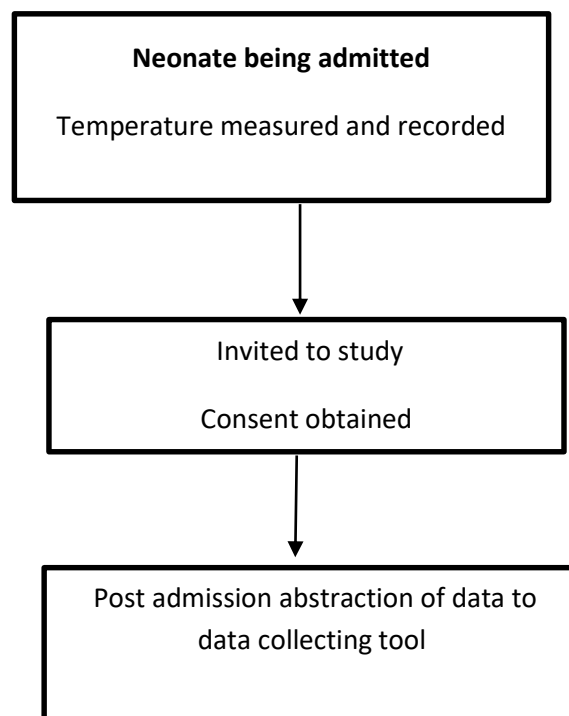 Neonate being admitted
Temperature measured and recorded
Invited to study
Consent obtained
Post admission abstraction of data to
data collecting tool